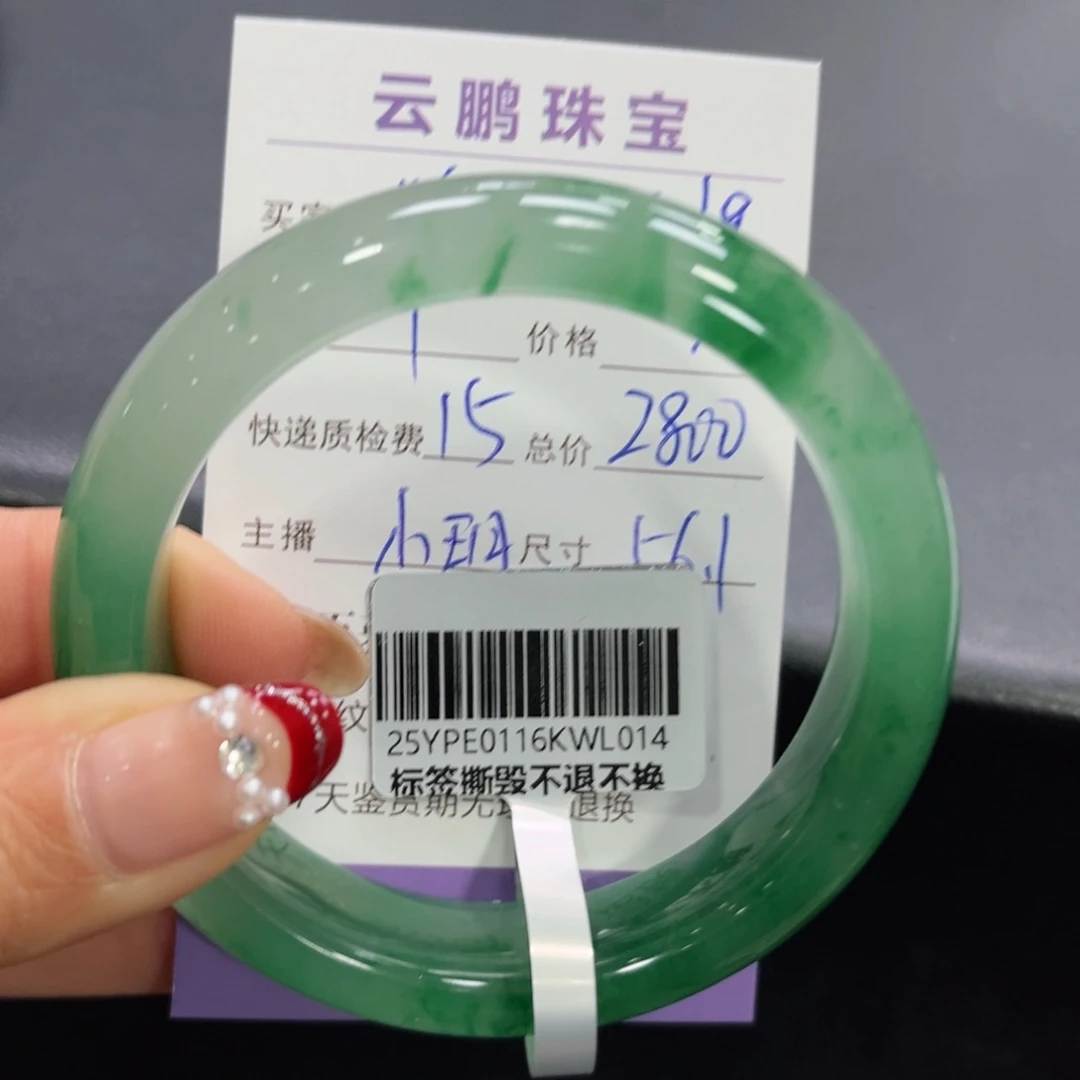 云鹏珠宝
买家
价格
快递质检费 15 总价 2800
主播 小玥 尺寸 56.1
纹
25YPE0116KWL014
标签撕毁不退不换
天鉴赏期无 退换